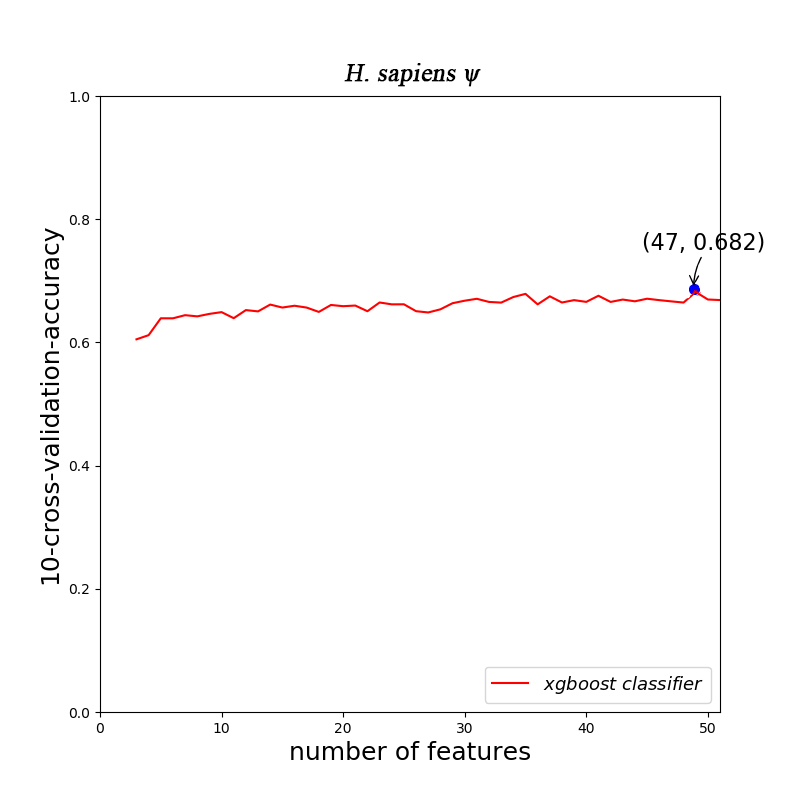 H. sapiens ψ
1.0
0.8
0.6
0.4
0.2
0.0
10-cross-validation-accuracy
(47, 0.682)
xgboost classifier
0 10 20 30 40 50
number of features